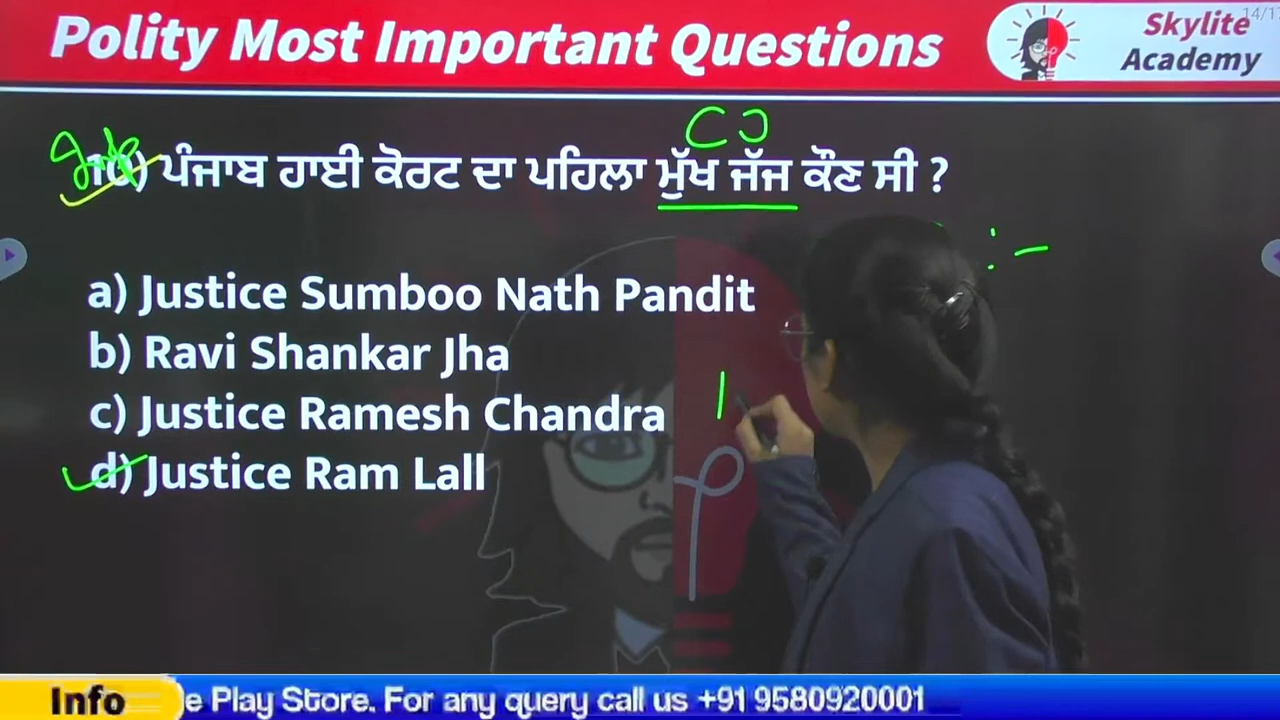 Polity Most Important Questions
14/1
Skylite
Academy
CJ
10) ਪੰਜਾਬ ਹਾਈ ਕੋਰਟ ਦਾ ਪਹਿਲਾ ਮੁੱਖ ਜੱਜ ਕੌਣ ਸੀ ?
a) Justice Sumboo Nath Pandit
b) Ravi Shankar Jha
c) Justice Ramesh Chandra
d) Justice Ram Lall
Info
e Play Store. For any query call us +91 9580920001